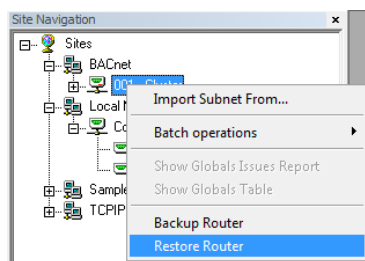 Site Navigation
Sites
BACnet
001 - Cluster
Import Subnet From...
Local
Batch operations
Show Globals Issues Report
Show Globals Table
Sample
TCPIP
Backup Router
Restore Router